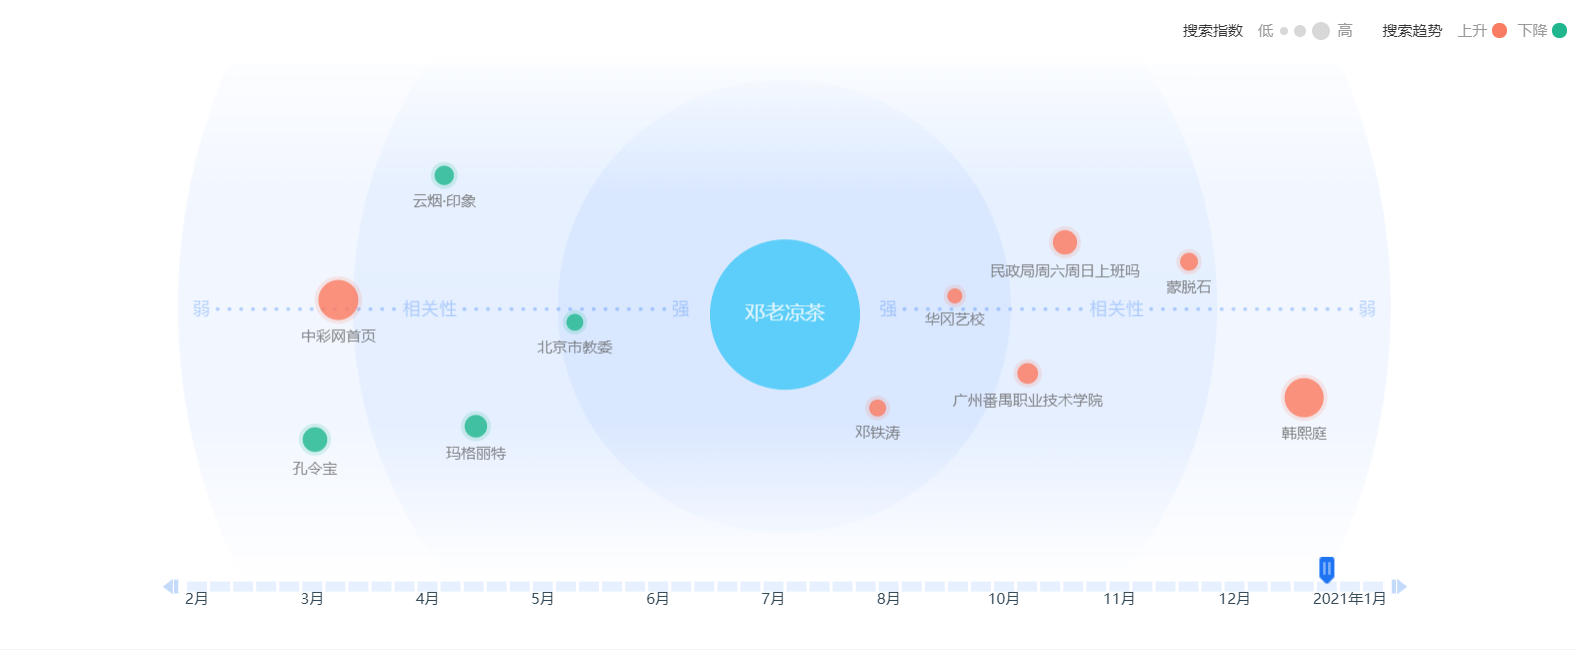 搜索指数 低 高 搜索趋势 上升 下降
云烟·印象
民政局周六周日上班吗
蒙脱石
弱 相关性 强 邓老凉茶 强 相关性 弱
华冈艺校
中彩网首页
北京市教委
广州番禺职业技术学院
邓铁涛
韩熙庭
玛格丽特
孔令宝
2月 3月 4月 5月 6月 7月 8月 10月 11月 12月 2021年1月